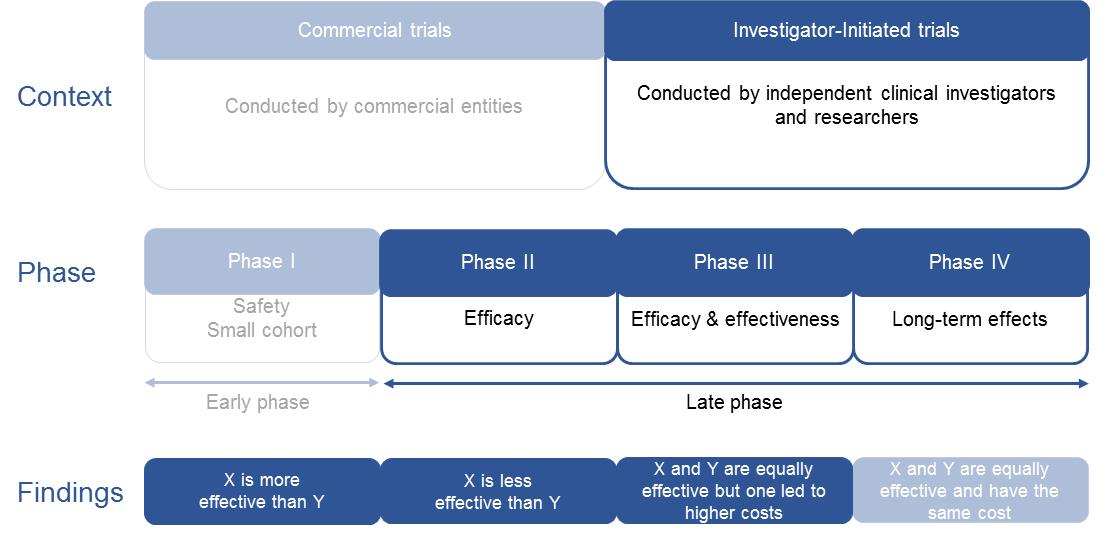 Commercial trials
Investigator-Initiated trials
Context
Conducted by commercial entities
Conducted by independent clinical investigators
and researchers
Phase
Phase I
Phase II
Phase III
Phase IV
Safety
Small cohort
Efficacy
Efficacy & effectiveness
Long-term effects
Early phase
Late phase
Findings
X is more
effective than Y
X is less
effective than Y
X and Y are equally
effective but one led to
higher costs
X and Y are equally
effective and have the
same cost